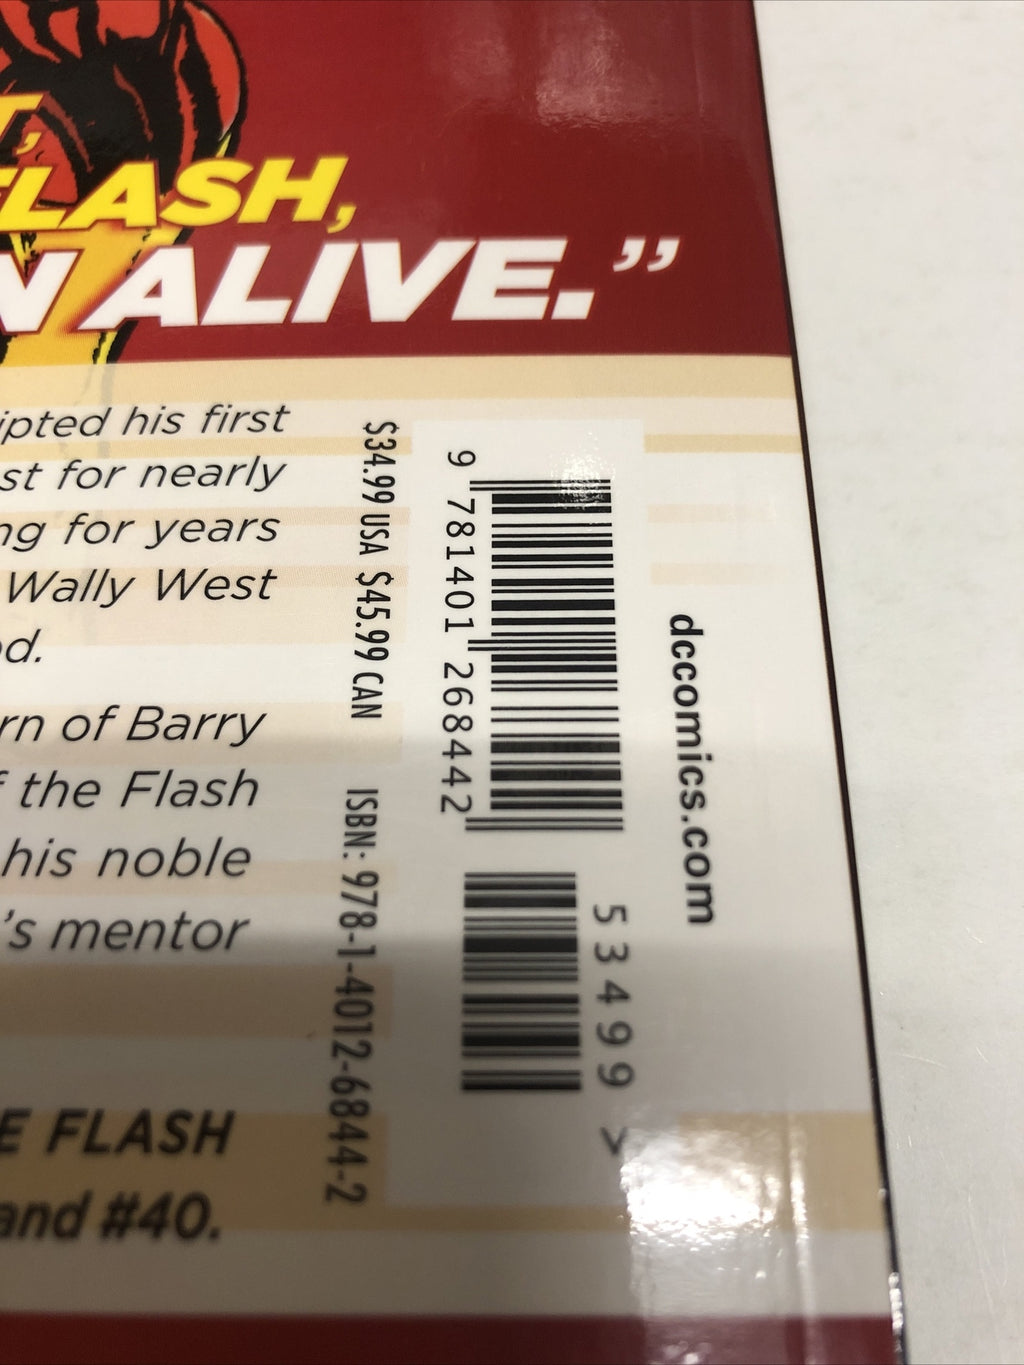 T,
FLASH,
N ALIVE.”
ipted his first
st for nearly
ng for years
Wally West
od.
rn of Barry
f the Flash
his noble
’s mentor
E FLASH
and #40.
$34.99 USA $45.99 CAN ISBN: 978-1-4012-6844-2
9 781401 268442
53499 >
dccomics.com